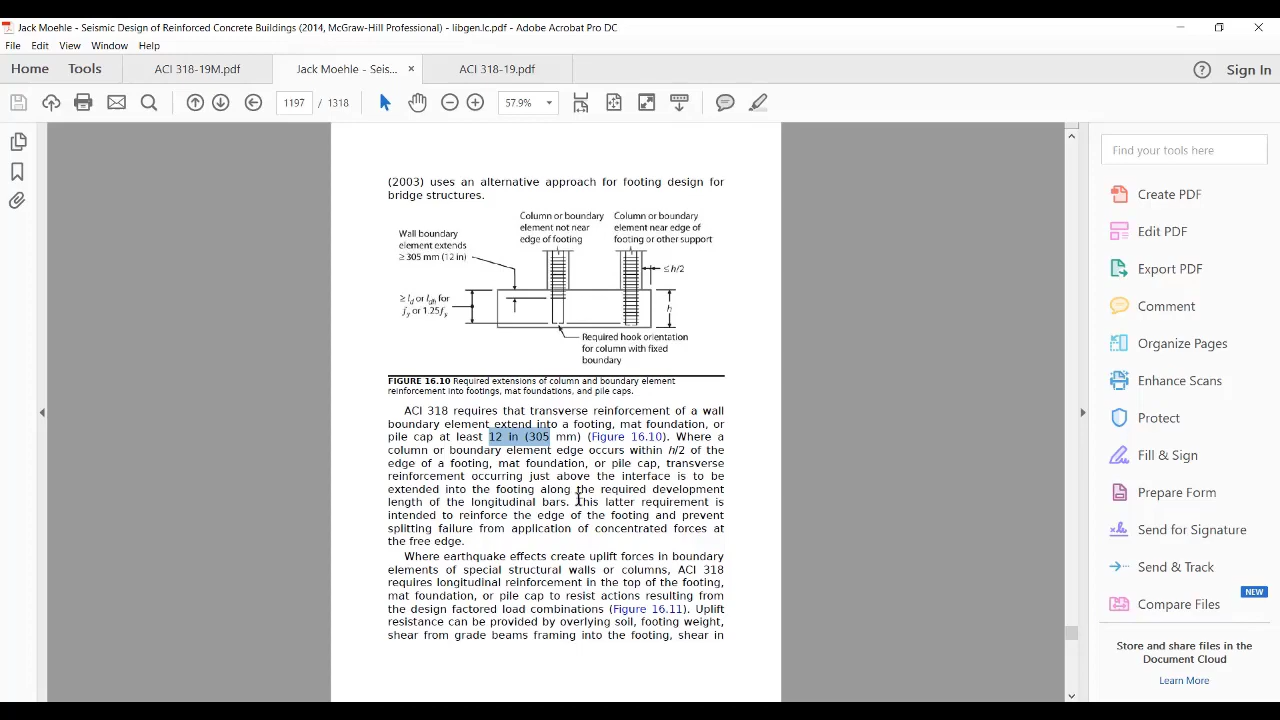 Jack Moehle - Seismic Design of Reinforced Concrete Buildings (2014, McGraw-Hill Professional) - libgen.lc.pdf - Adobe Acrobat Pro DC
File Edit View Window Help
Home Tools ACI 318-19M.pdf Jack Moehle - Seis... × ACI 318-19.pdf Sign In
1197 / 1318 57.9%
(2003) uses an alternative approach for footing design for
bridge structures.
Column or boundary
element not near
edge of footing
Column or boundary
element near edge of
footing or other support
Wall boundary
element extends
≥ 305 mm (12 in)
≤ h/2
≥ ld or ldh for
fy or 1.25fy
h
Required hook orientation
for column with fixed
boundary
FIGURE 16.10 Required extensions of column and boundary element
reinforcement into footings, mat foundations, and pile caps.
ACI 318 requires that transverse reinforcement of a wall
boundary element extend into a footing, mat foundation, or
pile cap at least 12 in (305 mm) (Figure 16.10). Where a
column or boundary element edge occurs within h/2 of the
edge of a footing, mat foundation, or pile cap, transverse
reinforcement occurring just above the interface is to be
extended into the footing along the required development
length of the longitudinal bars. This latter requirement is
intended to reinforce the edge of the footing and prevent
splitting failure from application of concentrated forces at
the free edge.
Where earthquake effects create uplift forces in boundary
elements of special structural walls or columns, ACI 318
requires longitudinal reinforcement in the top of the footing,
mat foundation, or pile cap to resist actions resulting from
the design factored load combinations (Figure 16.11). Uplift
resistance can be provided by overlying soil, footing weight,
shear from grade beams framing into the footing, shear in
Find your tools here
Create PDF
Edit PDF
Export PDF
Comment
Organize Pages
Enhance Scans
Protect
Fill & Sign
Prepare Form
Send for Signature
Send & Track
NEW
Compare Files
Store and share files in the
Document Cloud
Learn More